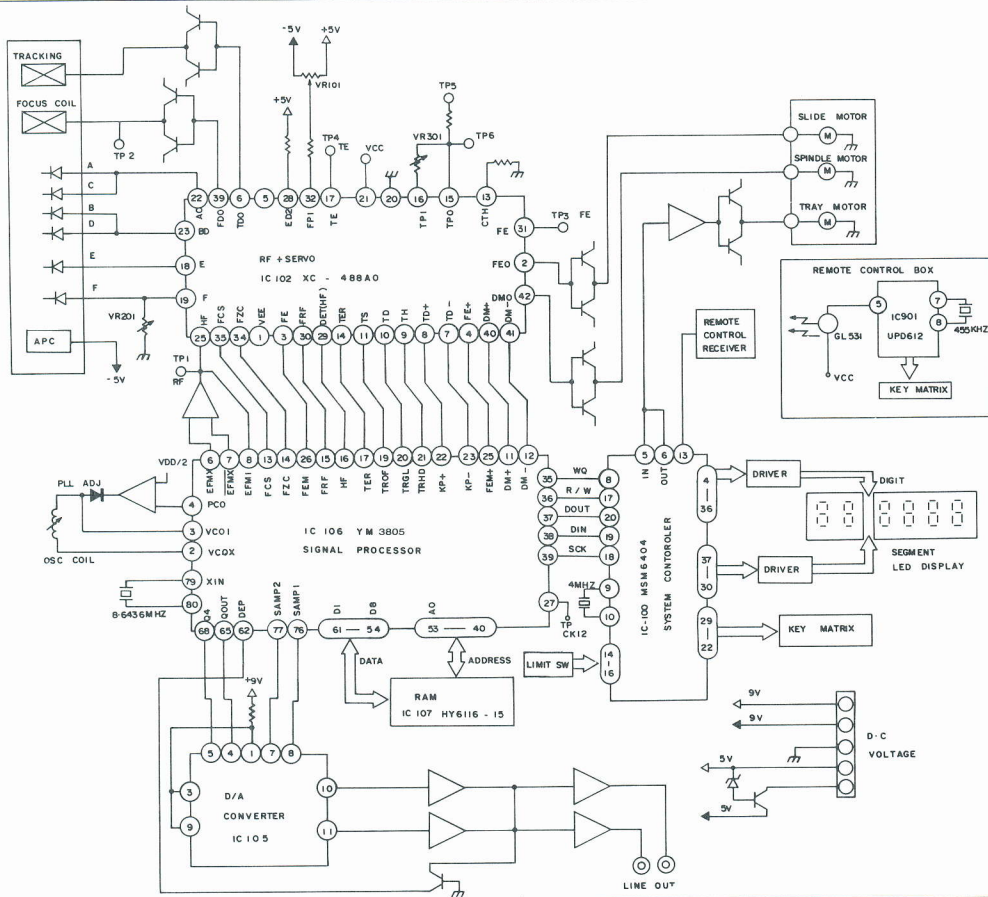 -5V
+5V
VR101
TRACKING
FOCUS COIL
TP 2
+5V
TP4
TE
VCC
VR301
TP5
TP6
SLIDE MOTOR
M
SPINDLE MOTOR
M
TRAY MOTOR
M
A
C
B
D
E
F
VR201
APC
-5V
22 39 6 5 28 32 17 21 20 16 15 13
AC FDO TDO ED2 FP1 TE TP1 TPO CTH
23 BD
18 E
19 F
RF + SERVO
IC 102 XC - 488A0
FE 31
TP3 FE
FEO 2
DMO 42
HF FCS FZC VEE FE FRF DET(HF) TER TS TD TH TD+ TD- FE+ DM+ DM-
25 35 34 1 3 30 29 14 11 10 9 8 7 4 40 41
TP1
RF
REMOTE CONTROL BOX
5
IC901
UPD612
7
8
455KHZ
GL531
VCC
KEY MATRIX
REMOTE
CONTROL
RECEIVER
VDD/2
PLL ADJ
OSC COIL
6 7 8 13 14 26 15 16 17 19 20 21 22 23 25 11 12
EFMX EFMX EFM1 FCS FZC FEM FRF HF TER TROF TRGL TRHD KP+ KP- FEM+ DM+ DM-
4 PCO
3 VCO1
2 VCOX
79 XIN
80
8·6436MHZ
IC 106 YM 3805
SIGNAL PROCESSOR
35 WQ 8
36 R/W 17
37 DOUT 20
38 DIN 19
39 SCK 18
27
TP
CK12
4MHZ
9
10
LIMIT SW
14 — 16
5 6 13
IN OUT
IC-100 MSM6404
SYSTEM CONTOROLER
4 — 36
DRIVER
DIGIT
37 — 30
DRIVER
SEGMENT
LED DISPLAY
29 — 22
KEY MATRIX
Q4 QOUT DEP SAMP2 SAMP1
68 65 62 77 76
D1 D8
61 — 54
A0
53 — 40
DATA
ADDRESS
RAM
IC 107 HY6116 - 15
+9V
5 4 1 7 8
3
9
D/A
CONVERTER
IC105
10
11
LINE OUT
9V
9V
D·C
VOLTAGE
5V
5V